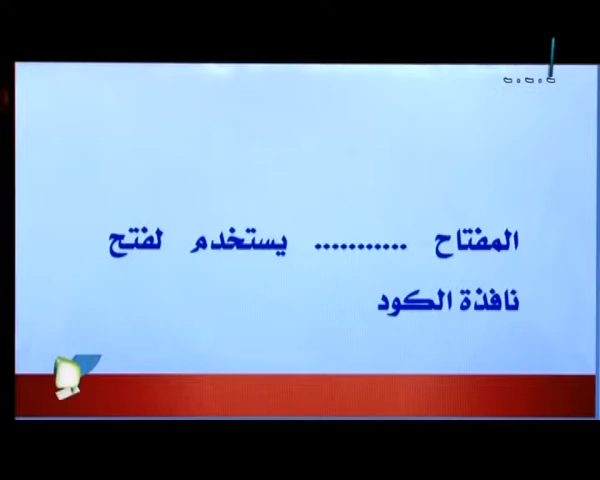 المفتاح ........... يستخدم لفتح
نافذة الكود